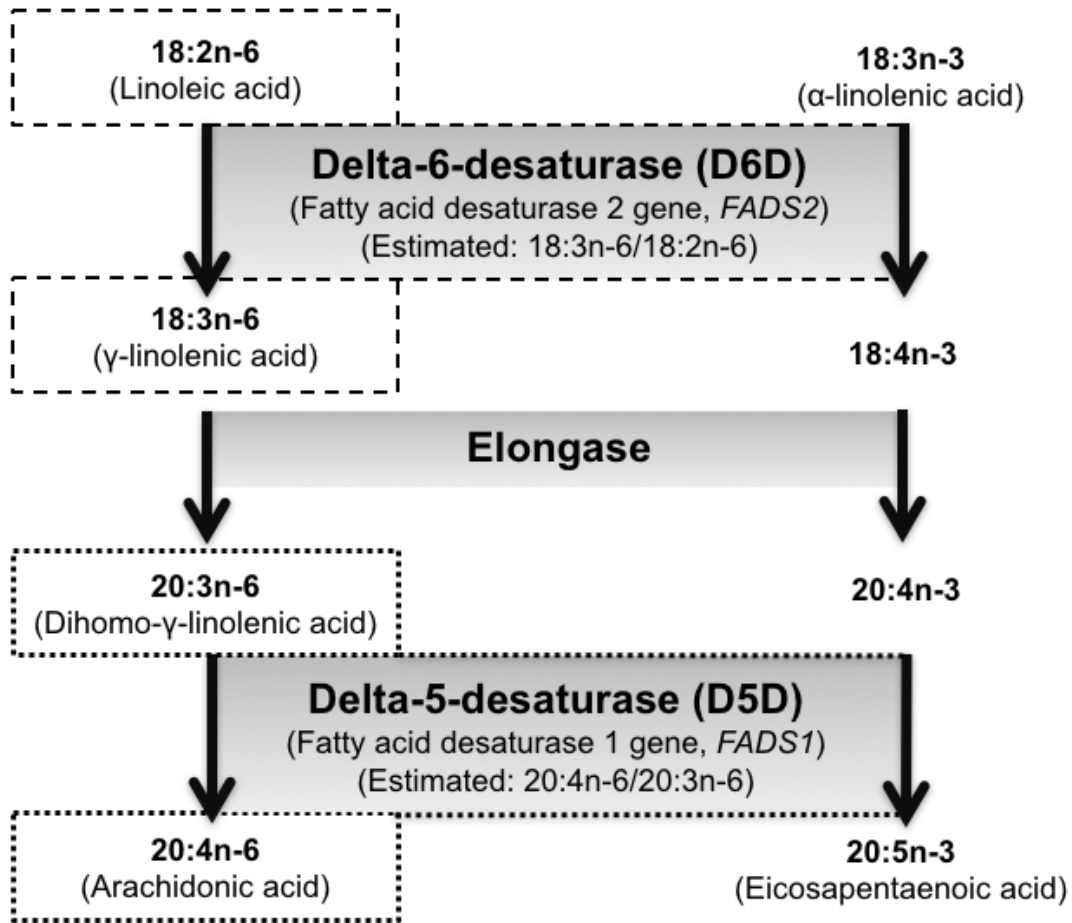 18:2n-6
(Linoleic acid)
18:3n-3
(α-linolenic acid)
Delta-6-desaturase (D6D)
(Fatty acid desaturase 2 gene, FADS2)
(Estimated: 18:3n-6/18:2n-6)
18:3n-6
(γ-linolenic acid)
18:4n-3
Elongase
20:3n-6
(Dihomo-γ-linolenic acid)
20:4n-3
Delta-5-desaturase (D5D)
(Fatty acid desaturase 1 gene, FADS1)
(Estimated: 20:4n-6/20:3n-6)
20:4n-6
(Arachidonic acid)
20:5n-3
(Eicosapentaenoic acid)